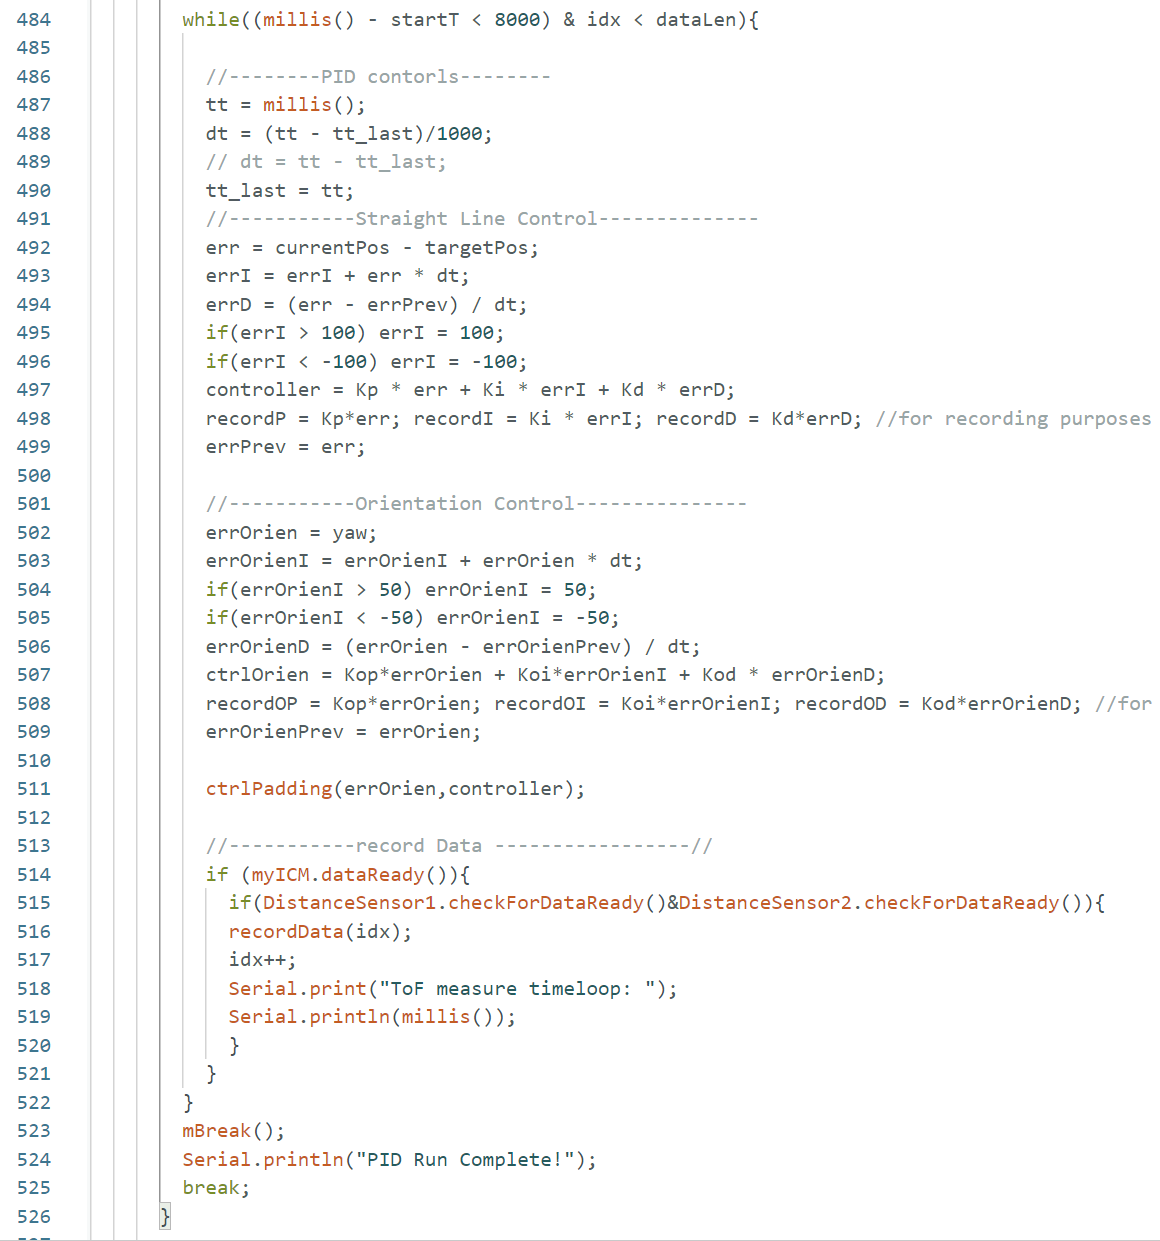 484 while((millis() - startT < 8000) & idx < dataLen){
485
486 //--------PID contorls--------
487 tt = millis();
488 dt = (tt - tt_last)/1000;
489 // dt = tt - tt_last;
490 tt_last = tt;
491 //-----------Straight Line Control--------------
492 err = currentPos - targetPos;
493 errI = errI + err * dt;
494 errD = (err - errPrev) / dt;
495 if(errI > 100) errI = 100;
496 if(errI < -100) errI = -100;
497 controller = Kp * err + Ki * errI + Kd * errD;
498 recordP = Kp*err; recordI = Ki * errI; recordD = Kd*errD; //for recording purposes
499 errPrev = err;
500
501 //-----------Orientation Control---------------
502 errOrien = yaw;
503 errOrienI = errOrienI + errOrien * dt;
504 if(errOrienI > 50) errOrienI = 50;
505 if(errOrienI < -50) errOrienI = -50;
506 errOrienD = (errOrien - errOrienPrev) / dt;
507 ctrlOrien = Kop*errOrien + Koi*errOrienI + Kod * errOrienD;
508 recordOP = Kop*errOrien; recordOI = Koi*errOrienI; recordOD = Kod*errOrienD; //for
509 errOrienPrev = errOrien;
510
511 ctrlPadding(errOrien,controller);
512
513 //-----------record Data -----------------//
514 if (myICM.dataReady()){
515 if(DistanceSensor1.checkForDataReady()&DistanceSensor2.checkForDataReady()){
516 recordData(idx);
517 idx++;
518 Serial.print("ToF measure timeloop: ");
519 Serial.println(millis());
520 }
521 }
522 }
523 mBreak();
524 Serial.println("PID Run Complete!");
525 break;
526 }